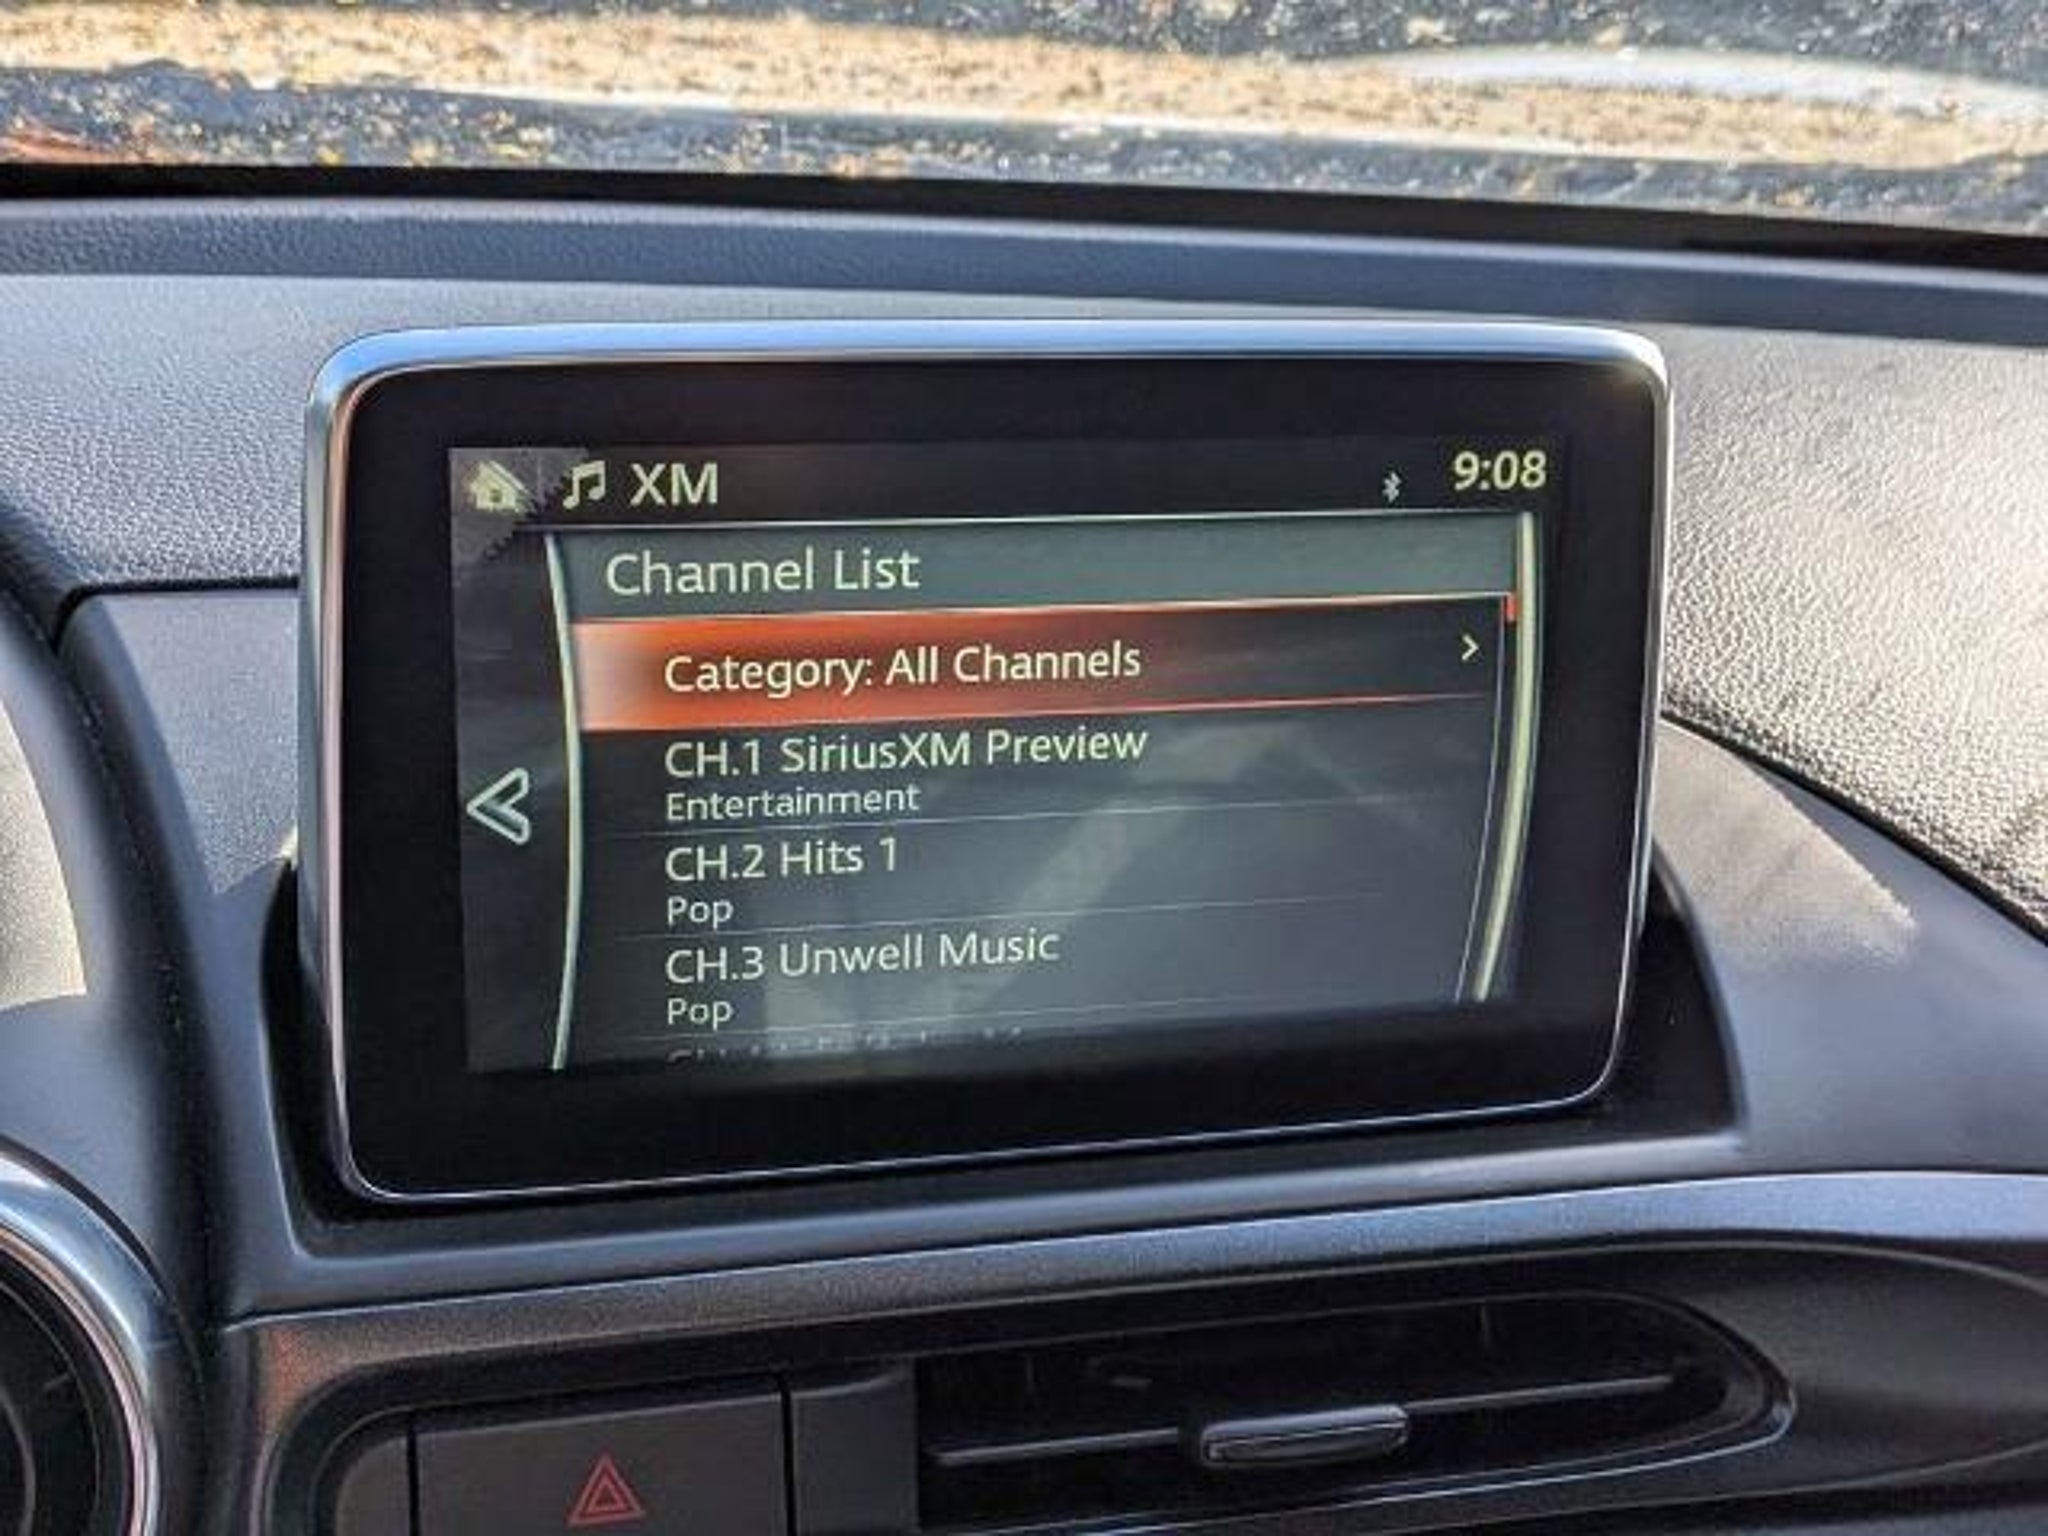 XM
9:08
Channel List
Category: All Channels
CH.1 SiriusXM Preview
Entertainment
CH.2 Hits 1
Pop
CH.3 Unwell Music
Pop